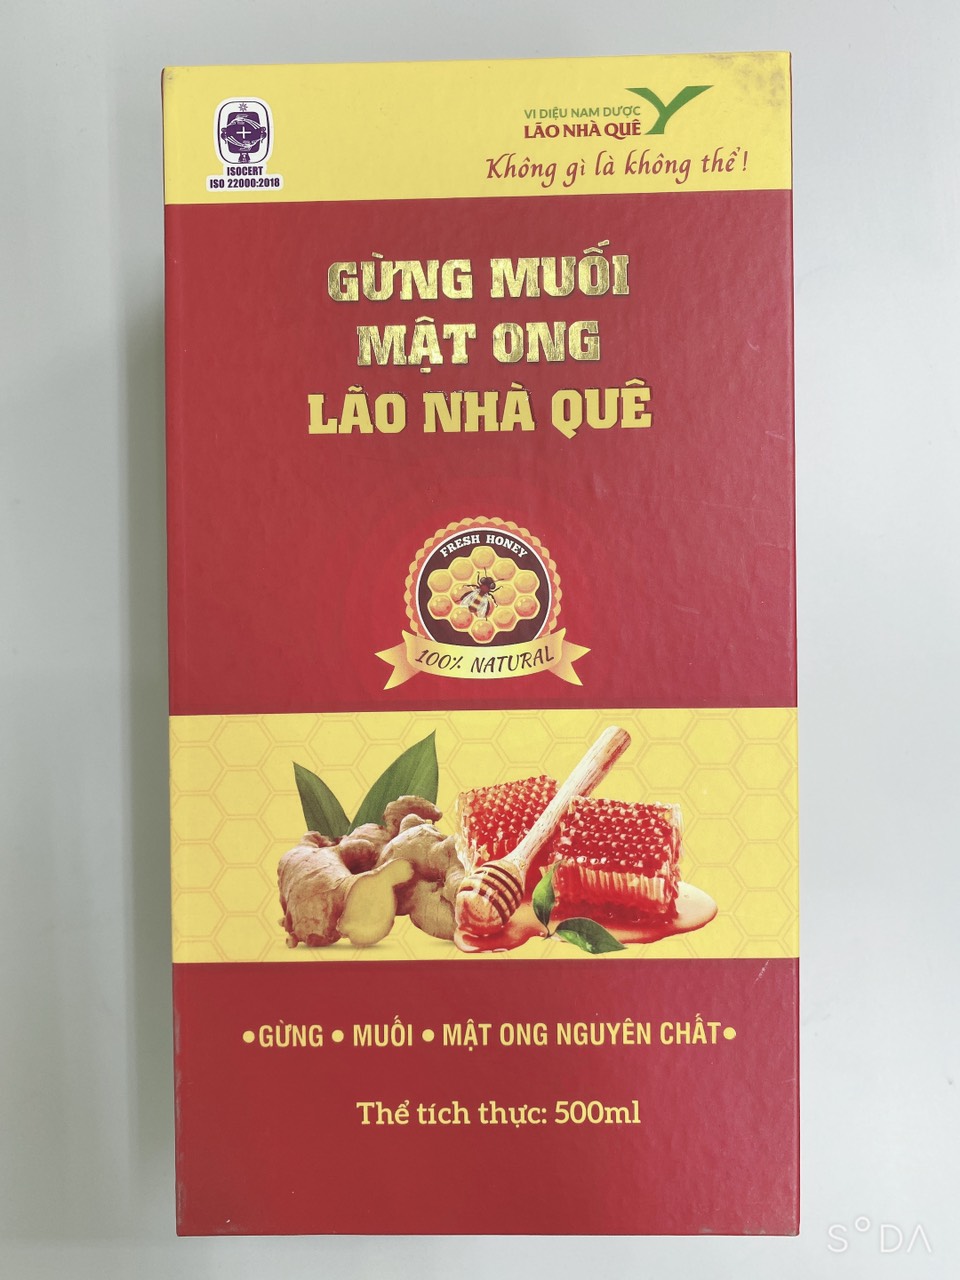 ISOCERT
ISO 22000:2018
VI DIỆU NAM DƯỢC
LÃO NHÀ QUÊ
Không gì là không thể!
GỪNG MUỐI
MẬT ONG
LÃO NHÀ QUÊ
FRESH HONEY
100% NATURAL
•GỪNG • MUỐI • MẬT ONG NGUYÊN CHẤT•
Thể tích thực: 500ml
SODA